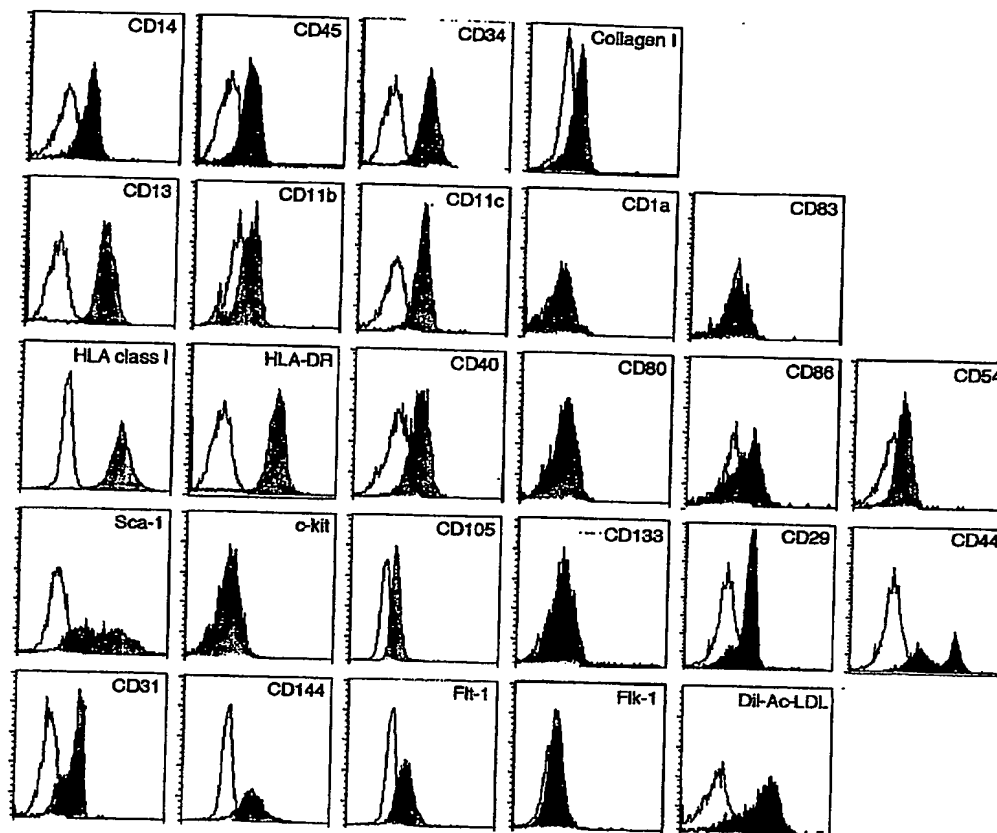 CD14 CD45 CD34 Collagen I
CD13 CD11b CD11c CD1a CD83
HLA class I HLA-DR CD40 CD80 CD86 CD54
Sca-1 c-kit CD105 CD133 CD29 CD44
CD31 CD144 Flt-1 Flk-1 Dil-Ac-LDL